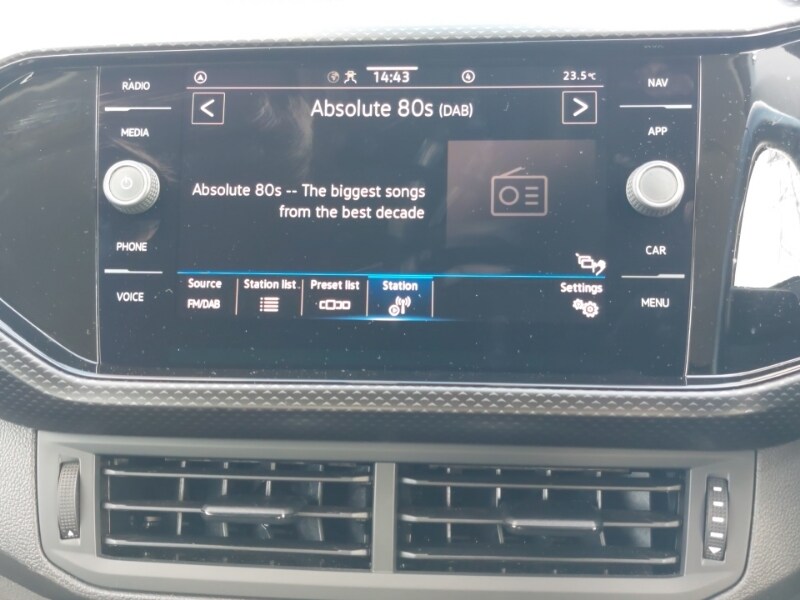 RADIO
MEDIA
PHONE
VOICE
14:43
23.5°C
Absolute 80s (DAB)
Absolute 80s -- The biggest songs
from the best decade
Source
FM/DAB
Station list
Preset list
Station
Settings
NAV
APP
CAR
MENU